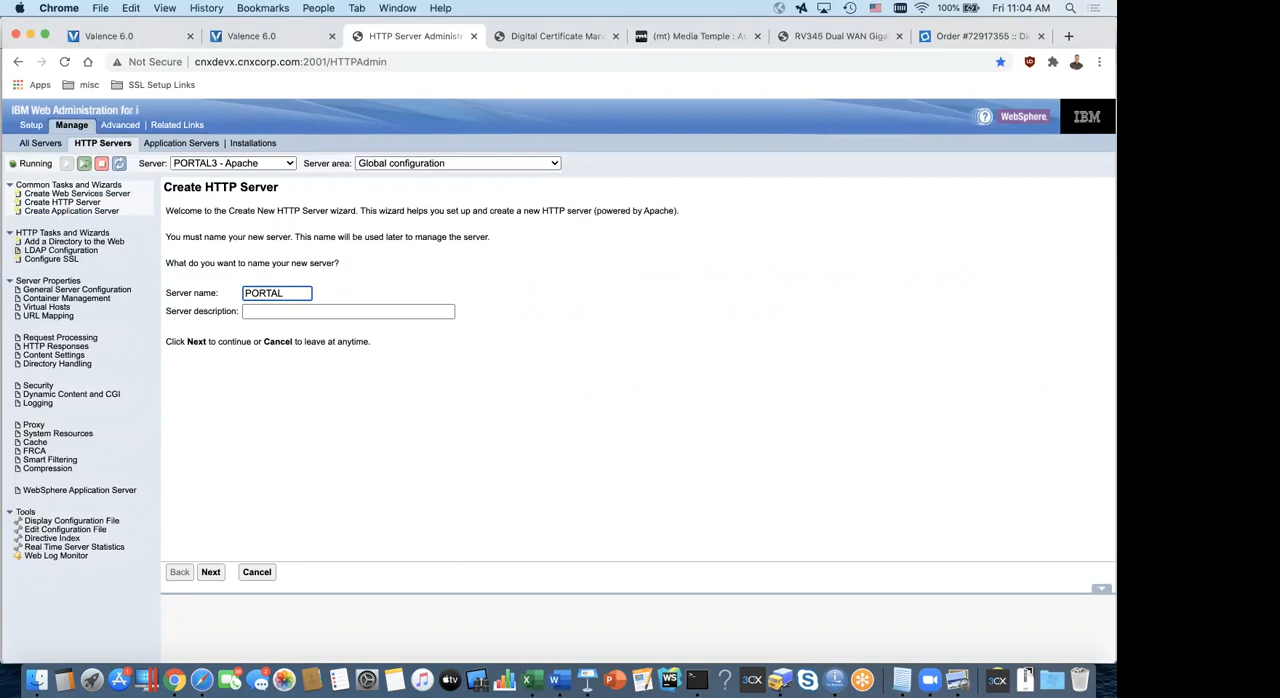 Chrome File Edit View History Bookmarks People Tab Window Help 100% Fri 11:04 AM
Valence 6.0 Valence 6.0 HTTP Server Administ Digital Certificate Man (mt) Media Temple : A RV345 Dual WAN Giga Order #72917355 :: Di
Not Secure cnxdevx.cnxcorp.com:2001/HTTPAdmin
Apps misc SSL Setup Links
IBM Web Administration for i
WebSphere. IBM
Setup Manage Advanced | Related Links
All Servers HTTP Servers Application Servers | Installations
Running Server: PORTAL3 - Apache Server area: Global configuration
Common Tasks and Wizards
Create Web Services Server
Create HTTP Server
Create Application Server
HTTP Tasks and Wizards
Add a Directory to the Web
LDAP Configuration
Configure SSL
Server Properties
General Server Configuration
Container Management
Virtual Hosts
URL Mapping
Request Processing
HTTP Responses
Content Settings
Directory Handling
Security
Dynamic Content and CGI
Logging
Proxy
System Resources
Cache
FRCA
Smart Filtering
Compression
WebSphere Application Server
Tools
Display Configuration File
Edit Configuration File
Directive Index
Real Time Server Statistics
Web Log Monitor
Create HTTP Server
Welcome to the Create New HTTP Server wizard. This wizard helps you set up and create a new HTTP server (powered by Apache).
You must name your new server. This name will be used later to manage the server.
What do you want to name your new server?
Server name: PORTAL
Server description:
Click Next to continue or Cancel to leave at anytime.
Back Next Cancel
W WS 3CX 3CX